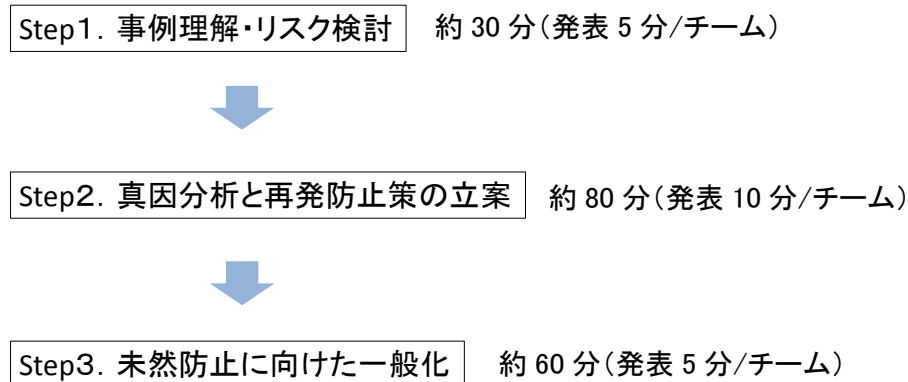 Step1. 事例理解・リスク検討 約 30 分(発表 5 分/チーム)
Step2. 真因分析と再発防止策の立案 約 80 分(発表 10 分/チーム)
Step3. 未然防止に向けた一般化 約 60 分(発表 5 分/チーム)